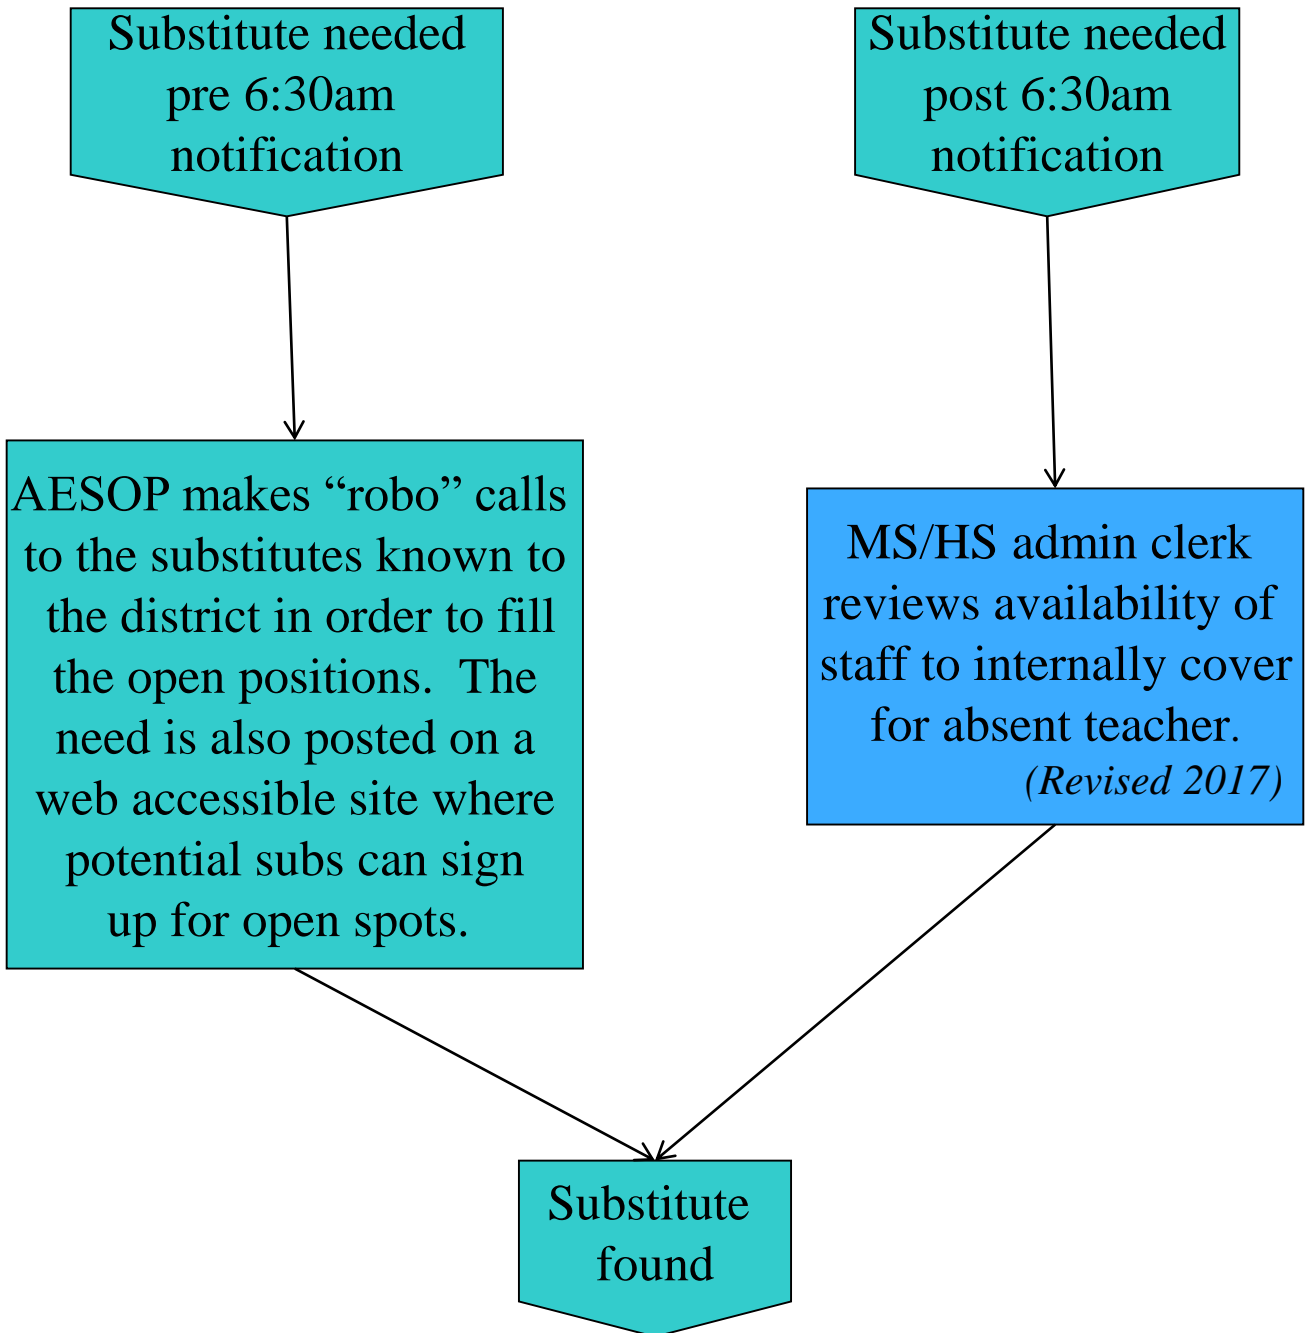 Substitute needed
pre 6:30am
notification
Substitute needed
post 6:30am
notification
AESOP makes “robo” calls
to the substitutes known to
the district in order to fill
the open positions.  The
need is also posted on a
web accessible site where
potential subs can sign
up for open spots.
MS/HS admin clerk
reviews availability of
staff to internally cover
for absent teacher.
(Revised 2017)
Substitute
found